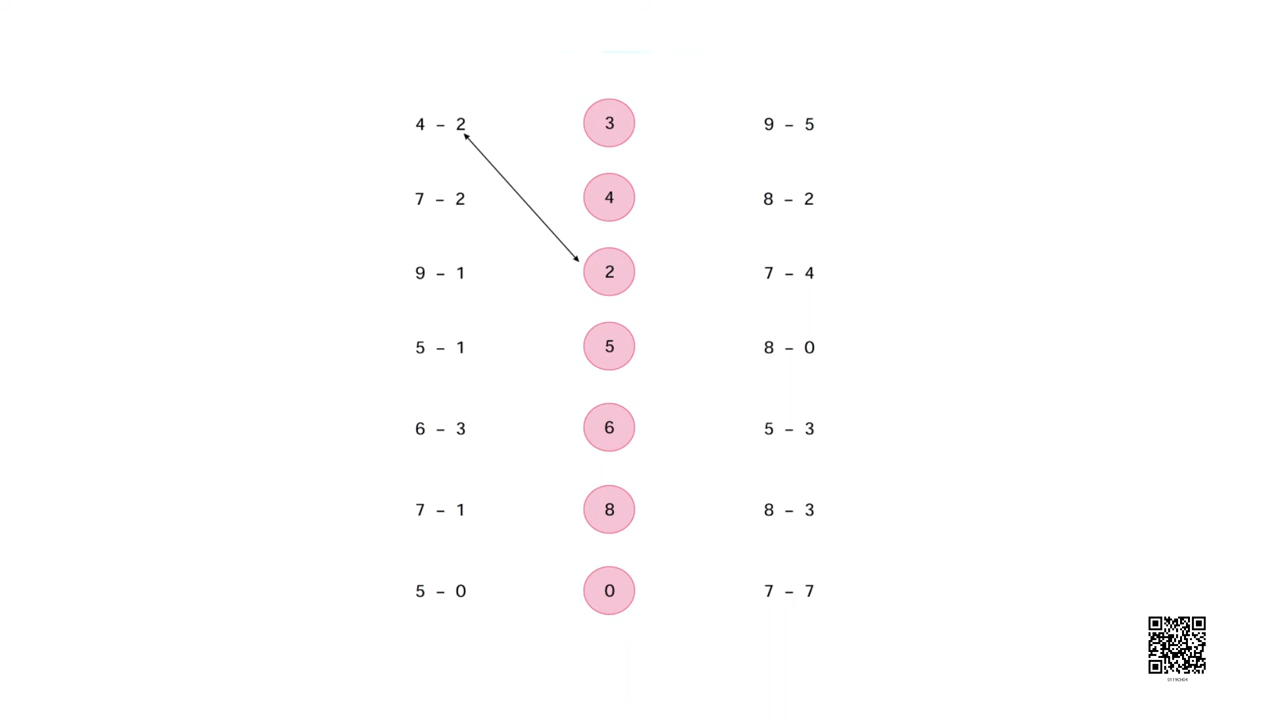 4 – 2 3 9 – 5
7 – 2 4 8 – 2
9 – 1 2 7 – 4
5 – 1 5 8 – 0
6 – 3 6 5 – 3
7 – 1 8 8 – 3
5 – 0 0 7 – 7